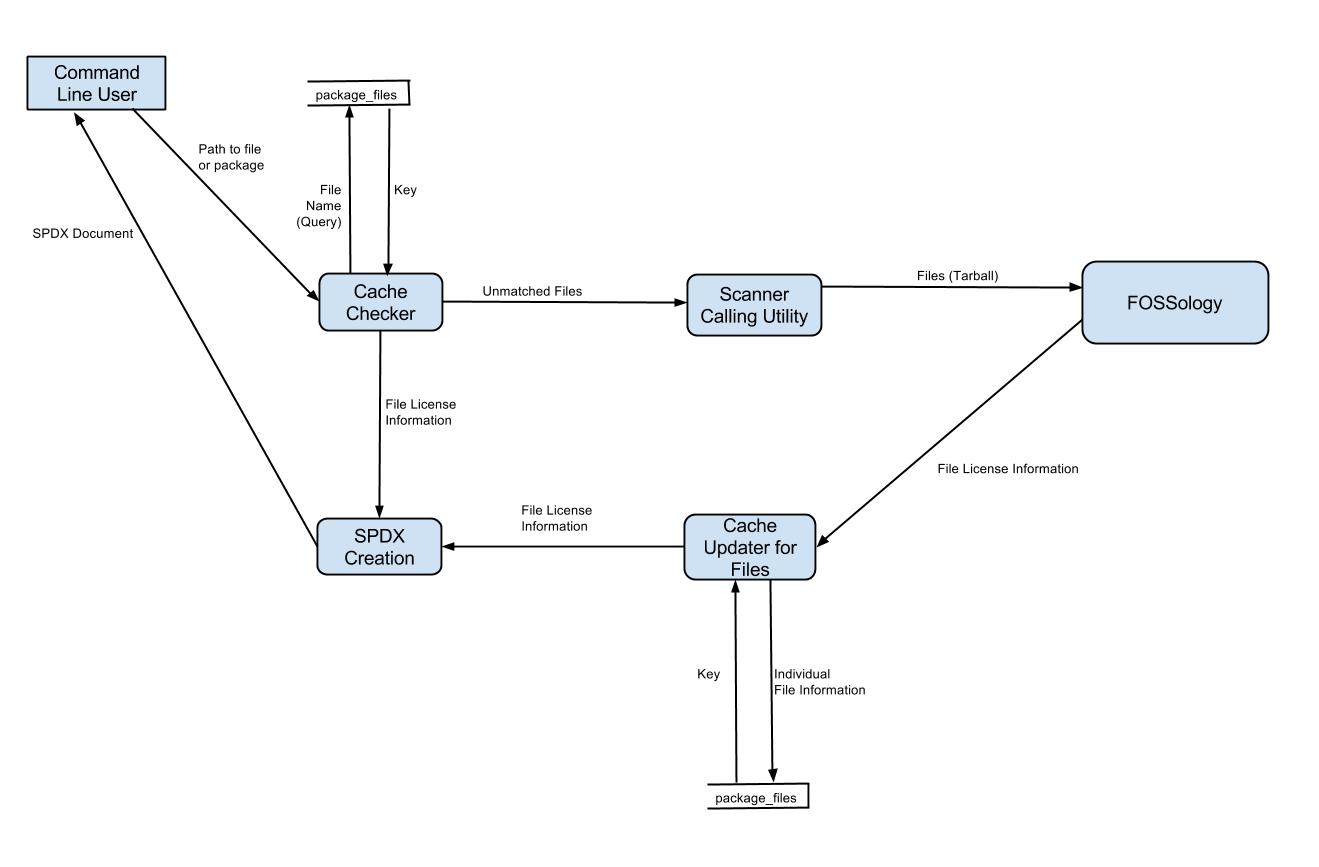 Command
Line User
package_files
Path to file
or package
File
Name
(Query)
Key
SPDX Document
Cache
Checker
Unmatched Files
Scanner
Calling Utility
Files (Tarball)
FOSSology
File License
Information
File License Information
SPDX
Creation
File License
Information
Cache
Updater for
Files
Key
Individual
File Information
package_files